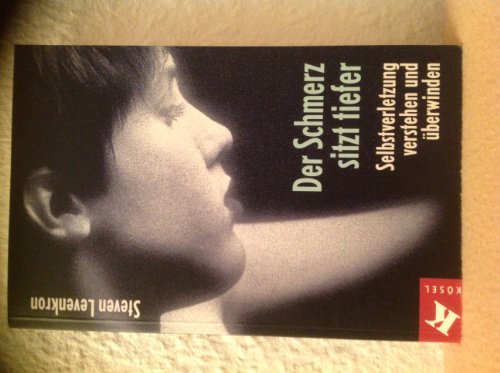 Steven Levenkron
Der Schmerz
sitzt tiefer
Selbstverletzung
verstehen und
überwinden
K
KÖSEL